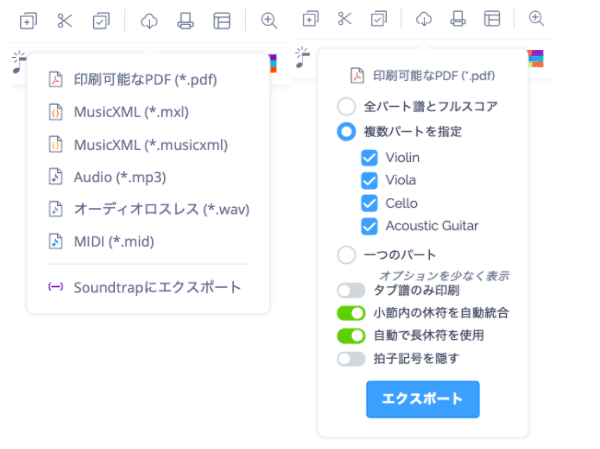 印刷可能なPDF (*.pdf)
MusicXML (*.mxl)
MusicXML (*.musicxml)
Audio (*.mp3)
オーディオロスレス (*.wav)
MIDI (*.mid)
Soundtrapにエクスポート
印刷可能なPDF (*.pdf)
全パート譜とフルスコア
複数パートを指定
Violin
Viola
Cello
Acoustic Guitar
一つのパート
オプションを少なく表示
タブ譜のみ印刷
小節内の休符を自動統合
自動で長休符を使用
拍子記号を隠す
エクスポート